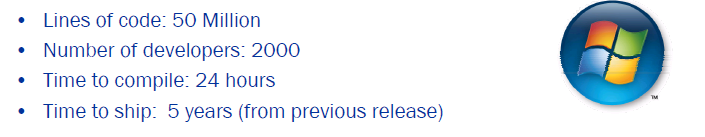 • Lines of code: 50 Million
• Number of developers: 2000
• Time to compile: 24 hours
• Time to ship: 5 years (from previous release)
TM